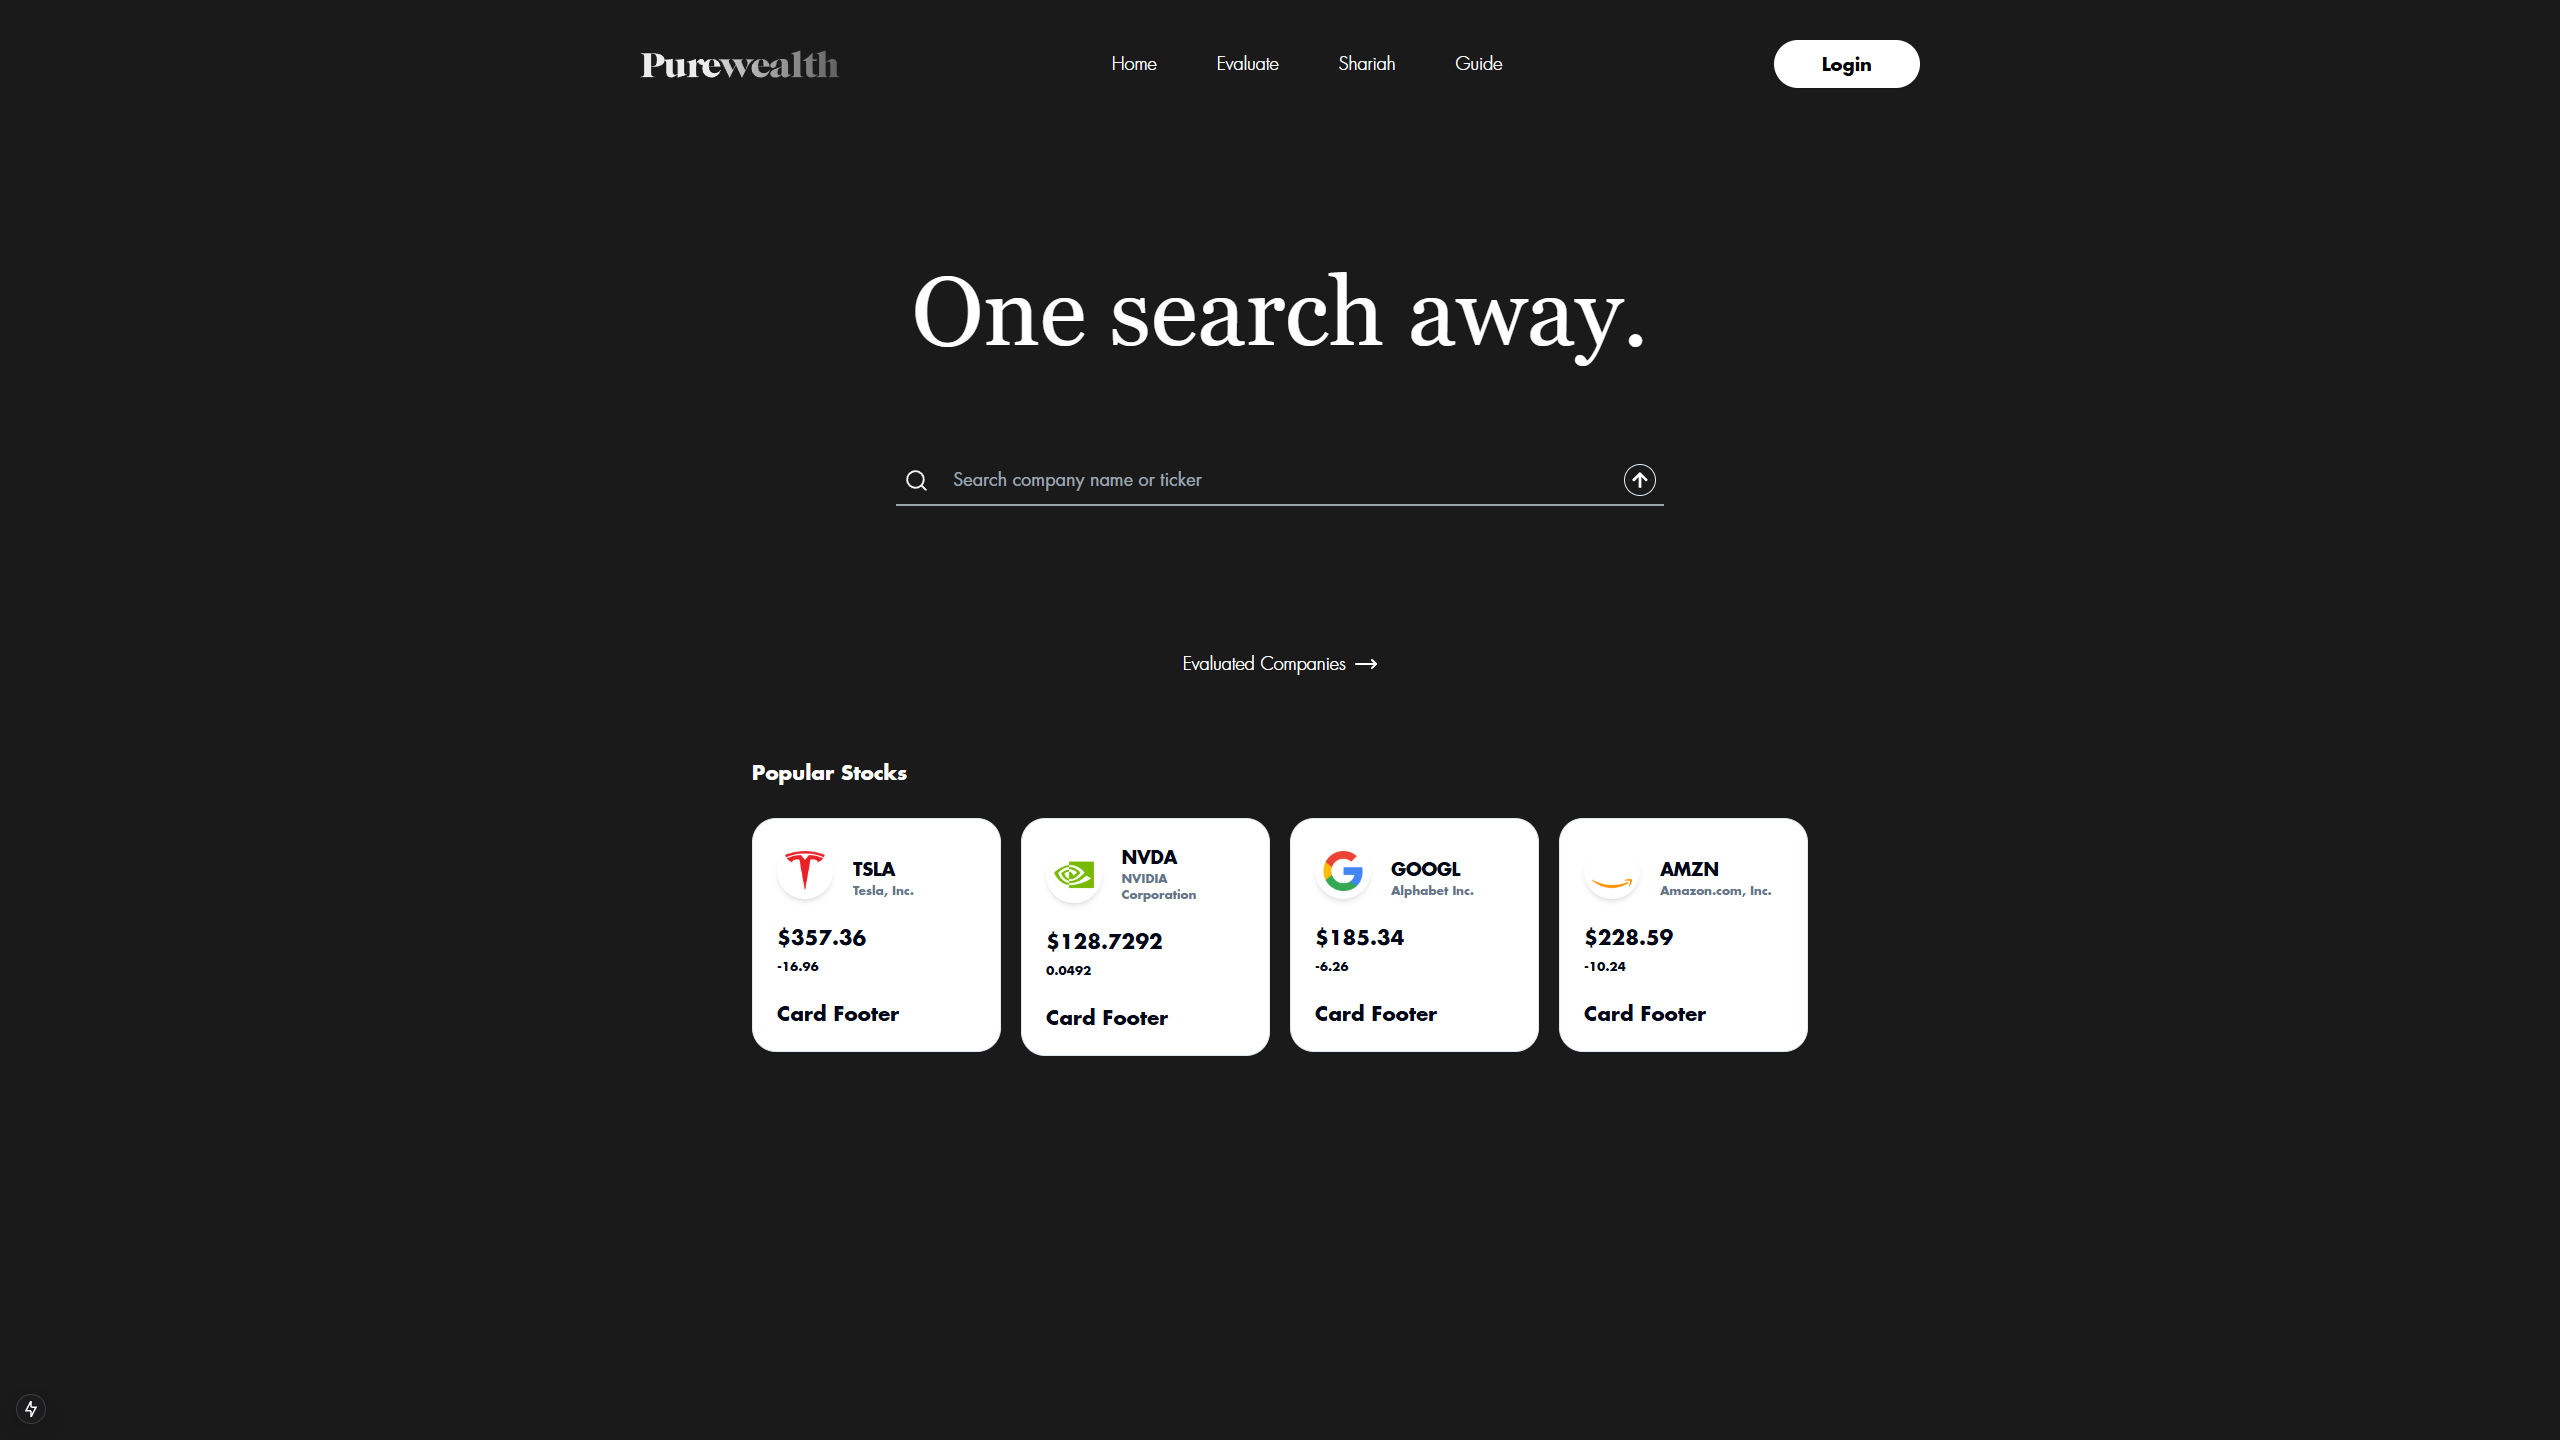 Purewealth
Home
Evaluate
Shariah
Guide
Login
One search away.
Search company name or ticker
Evaluated Companies
Popular Stocks
TSLA
Tesla, Inc.
$357.36
-16.96
Card Footer
NVDA
NVIDIA
Corporation
$128.7292
0.0492
Card Footer
GOOGL
Alphabet Inc.
$185.34
-6.26
Card Footer
AMZN
Amazon.com, Inc.
$228.59
-10.24
Card Footer